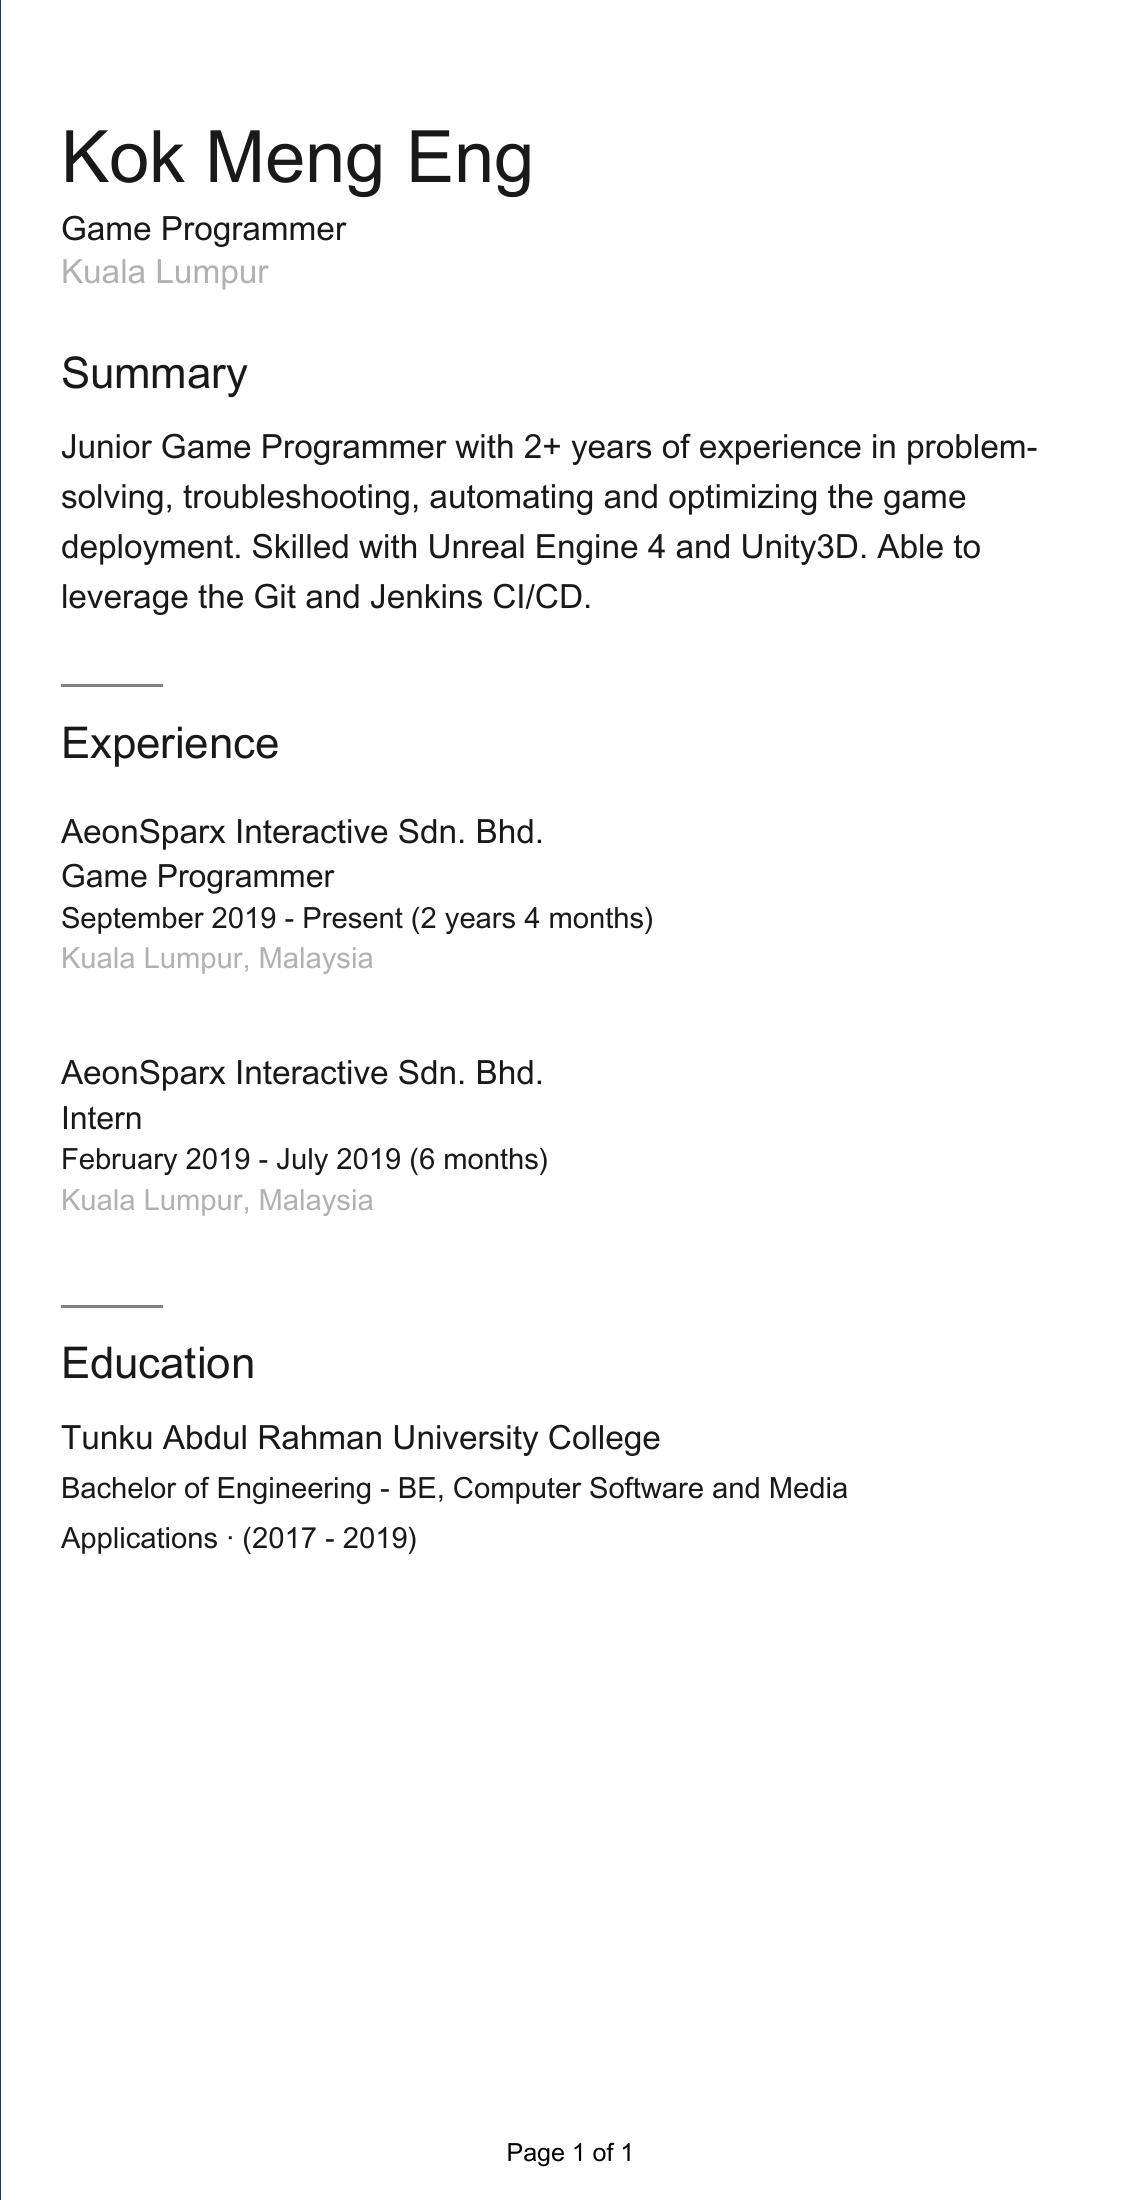 Kok Meng Eng
Game Programmer
Kuala Lumpur
Summary
Junior Game Programmer with 2+ years of experience in problem-
solving, troubleshooting, automating and optimizing the game
deployment. Skilled with Unreal Engine 4 and Unity3D. Able to
leverage the Git and Jenkins CI/CD.
Experience
AeonSparx Interactive Sdn. Bhd.
Game Programmer
September 2019 - Present (2 years 4 months)
Kuala Lumpur, Malaysia
AeonSparx Interactive Sdn. Bhd.
Intern
February 2019 - July 2019 (6 months)
Kuala Lumpur, Malaysia
Education
Tunku Abdul Rahman University College
Bachelor of Engineering - BE, Computer Software and Media
Applications · (2017 - 2019)
Page 1 of 1